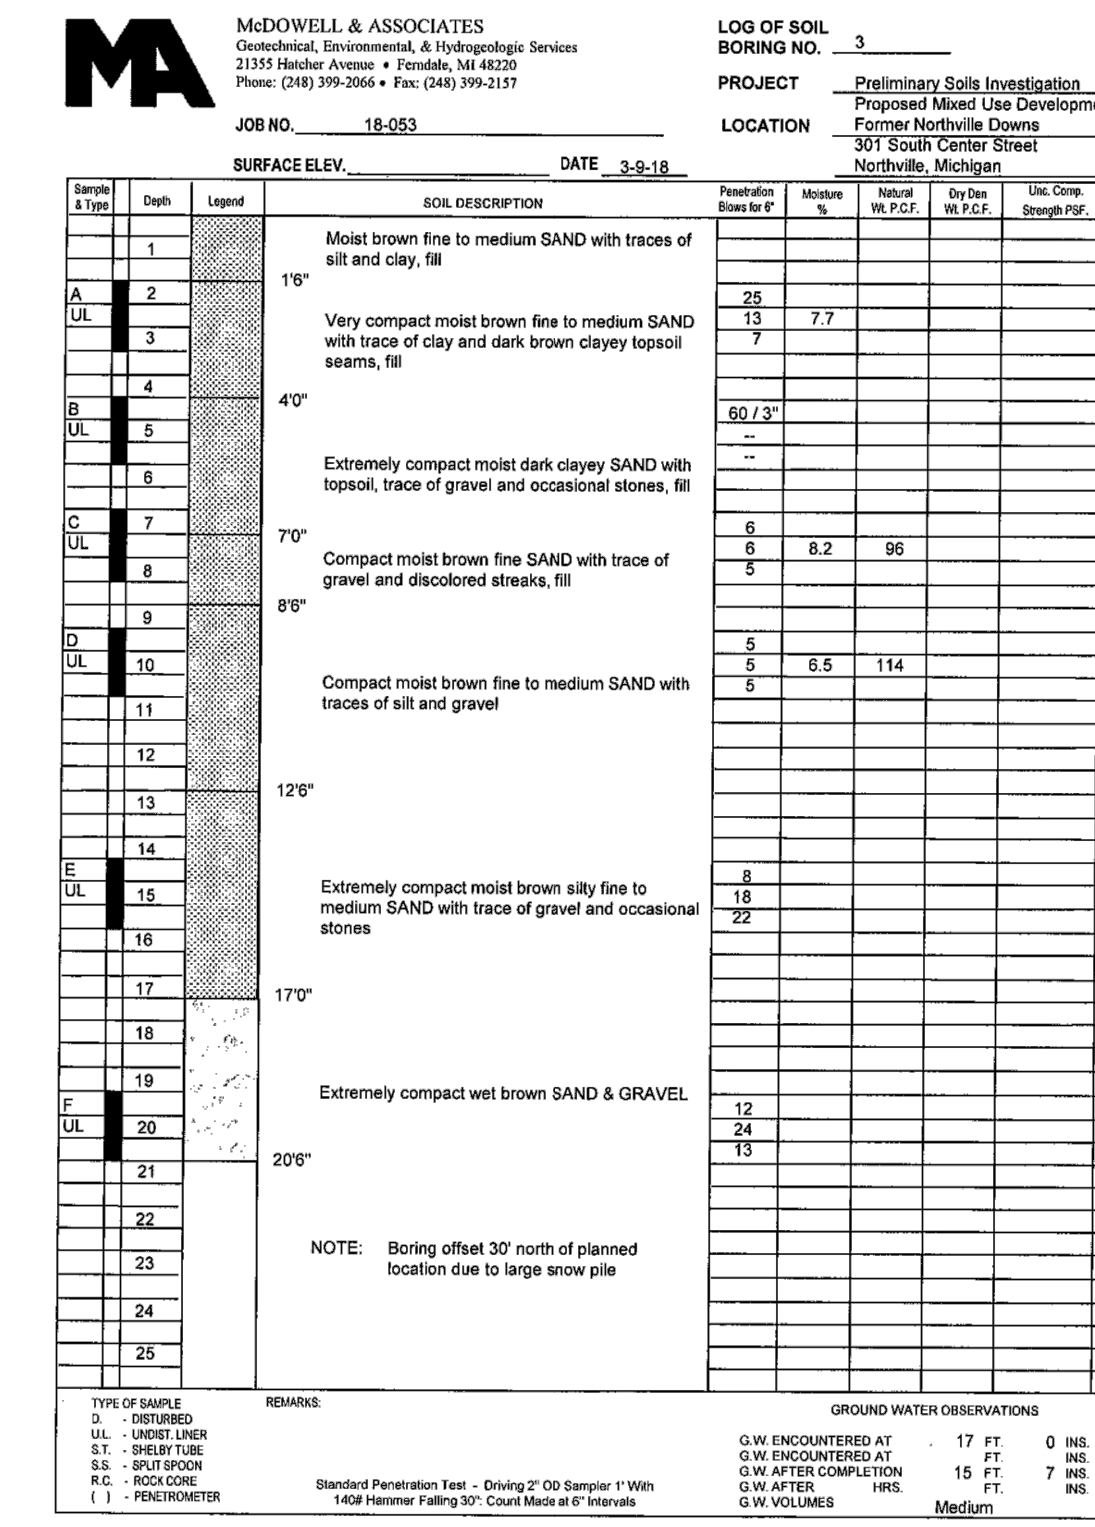 MA
McDOWELL & ASSOCIATES
Geotechnical, Environmental, & Hydrogeologic Services
21355 Hatcher Avenue • Ferndale, MI 48220
Phone: (248) 399-2066 • Fax: (248) 399-2157
JOB NO. 18-053
SURFACE ELEV. DATE 3-9-18
LOG OF SOIL
BORING NO. 3
PROJECT Preliminary Soils Investigation
Proposed Mixed Use Developme
LOCATION Former Northville Downs
301 South Center Street
Northville, Michigan
Sample & Type Depth Legend SOIL DESCRIPTION Penetration Blows for 6" Moisture % Natural Wt. P.C.F. Dry Den Wt. P.C.F. Unc. Comp. Strength PSF.
1 Moist brown fine to medium SAND with traces of
silt and clay, fill
1'6"
A 2 25
UL 13 7.7
Very compact moist brown fine to medium SAND
3 with trace of clay and dark brown clayey topsoil 7
seams, fill
4
4'0"
B 60 / 3"
UL 5 --
--
Extremely compact moist dark clayey SAND with
6 topsoil, trace of gravel and occasional stones, fill
C 7 6
7'0"
UL 6 8.2 96
Compact moist brown fine SAND with trace of 5
8 gravel and discolored streaks, fill
8'6"
9
D 5
UL 10 5 6.5 114
Compact moist brown fine to medium SAND with 5
traces of silt and gravel
11
12
12'6"
13
14
E 8
UL 15 Extremely compact moist brown silty fine to 18
medium SAND with trace of gravel and occasional 22
stones
16
17
17'0"
18
19
Extremely compact wet brown SAND & GRAVEL
F 12
UL 20 24
13
20'6"
21
22
NOTE: Boring offset 30' north of planned
23 location due to large snow pile
24
25
TYPE OF SAMPLE
D. - DISTURBED
U.L. - UNDIST. LINER
S.T. - SHELBY TUBE
S.S. - SPLIT SPOON
R.C. - ROCK CORE
( ) - PENETROMETER
REMARKS:
Standard Penetration Test - Driving 2" OD Sampler 1' With
140# Hammer Falling 30": Count Made at 6" Intervals
GROUND WATER OBSERVATIONS
G.W. ENCOUNTERED AT 17 FT. 0 INS.
G.W. ENCOUNTERED AT FT. INS.
G.W. AFTER COMPLETION 15 FT. 7 INS.
G.W. AFTER HRS. FT. INS.
G.W. VOLUMES Medium